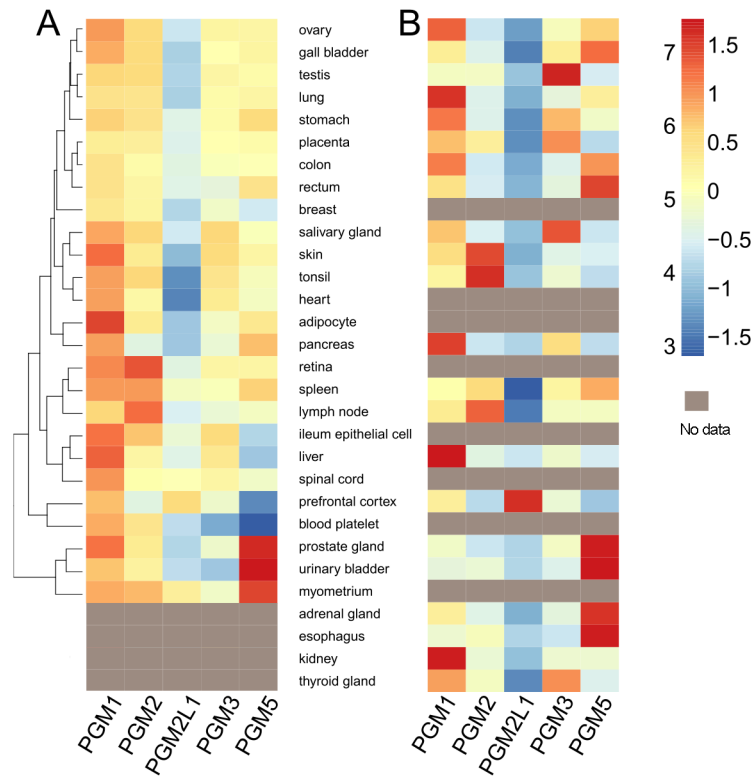 A
B
ovary
gall bladder
testis
lung
stomach
placenta
colon
rectum
breast
salivary gland
skin
tonsil
heart
adipocyte
pancreas
retina
spleen
lymph node
ileum epithelial cell
liver
spinal cord
prefrontal cortex
blood platelet
prostate gland
urinary bladder
myometrium
adrenal gland
esophagus
kidney
thyroid gland
PGM1
PGM2
PGM2L1
PGM3
PGM5
PGM1
PGM2
PGM2L1
PGM3
PGM5
7
6
5
4
3
1.5
1
0.5
0
−0.5
−1
−1.5
No data